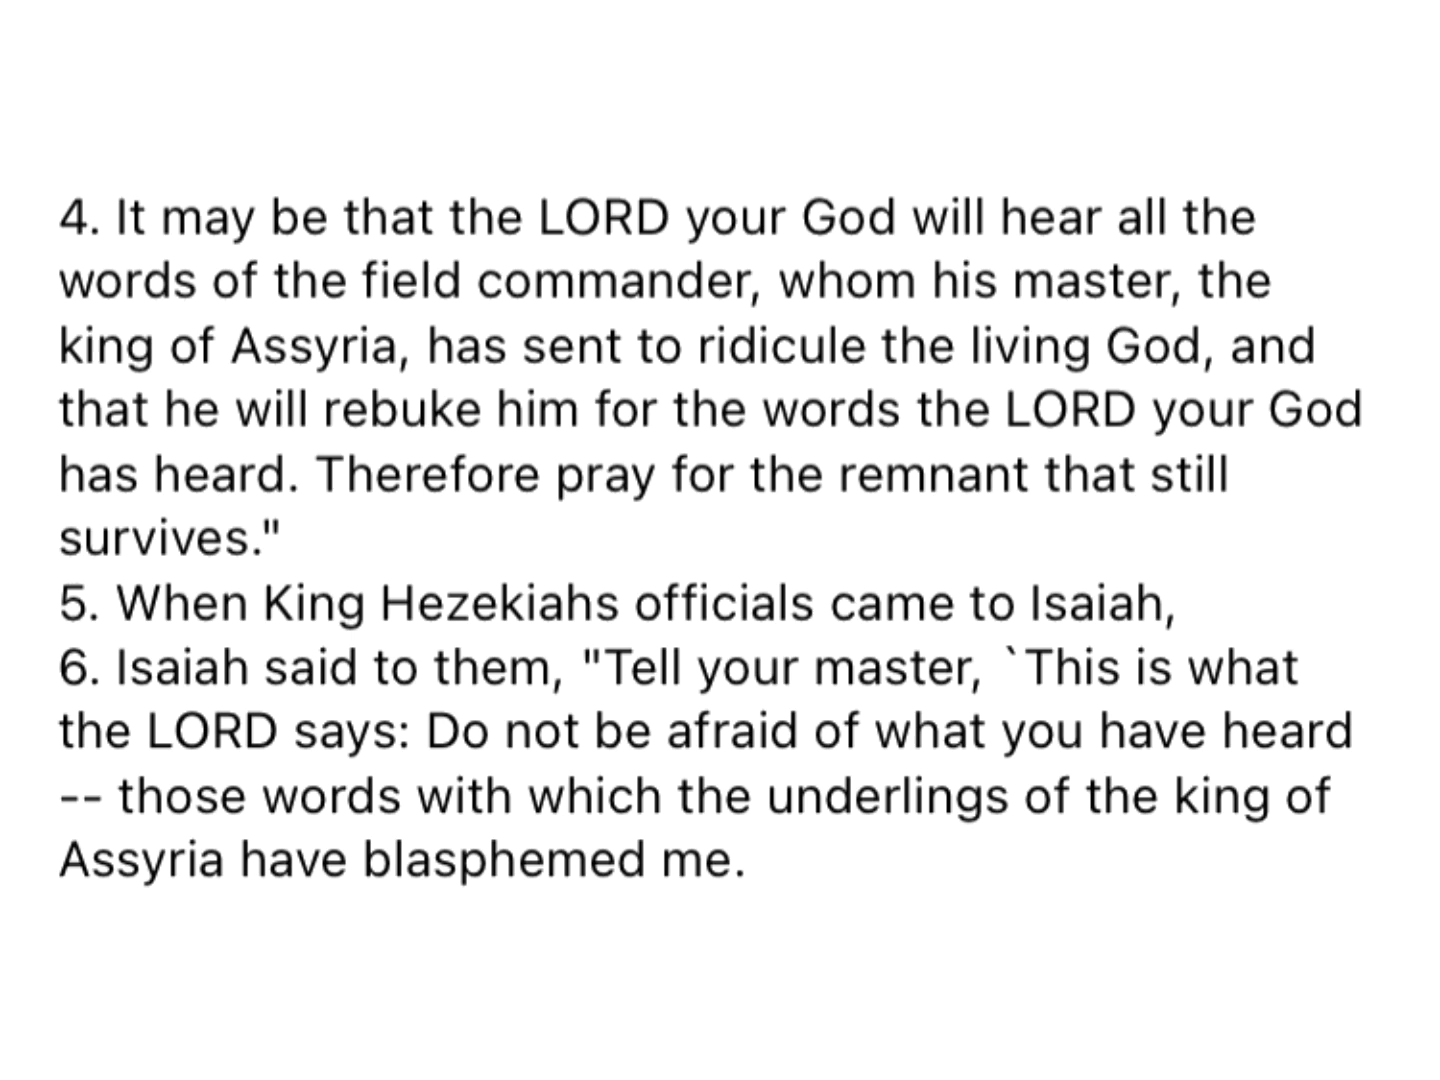 4. It may be that the LORD your God will hear all the
words of the field commander, whom his master, the
king of Assyria, has sent to ridicule the living God, and
that he will rebuke him for the words the LORD your God
has heard. Therefore pray for the remnant that still
survives."
5. When King Hezekiahs officials came to Isaiah,
6. Isaiah said to them, "Tell your master, `This is what
the LORD says: Do not be afraid of what you have heard
-- those words with which the underlings of the king of
Assyria have blasphemed me.